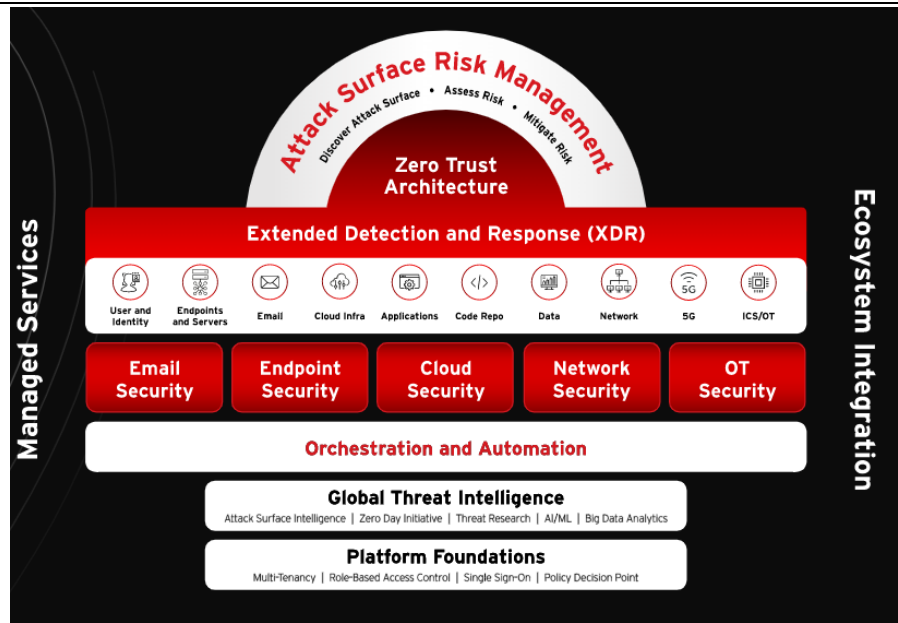 Attack Surface Risk Management
Discover Attack Surface • Assess Risk • Mitigate Risk
Zero Trust
Architecture
Managed Services
Ecosystem Integration
Extended Detection and Response (XDR)
User and
Identity
Endpoints
and Servers
Email
Cloud Infra
Applications
Code Repo
Data
Network
5G
5G
ICS/OT
Email
Security
Endpoint
Security
Cloud
Security
Network
Security
OT
Security
Orchestration and Automation
Global Threat Intelligence
Attack Surface Intelligence | Zero Day Initiative | Threat Research | AI/ML | Big Data Analytics
Platform Foundations
Multi-Tenancy | Role-Based Access Control | Single Sign-On | Policy Decision Point